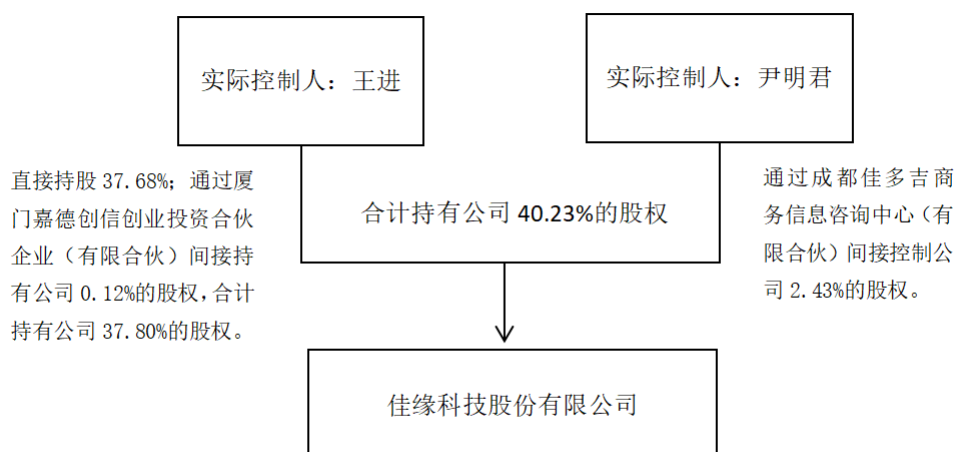 实际控制人：王进
实际控制人：尹明君
直接持股 37.68%；通过厦
门嘉德创信创业投资合伙
企业（有限合伙）间接持
有公司 0.12%的股权，合计
持有公司 37.80%的股权。
合计持有公司 40.23%的股权
通过成都佳多吉商
务信息咨询中心（有
限合伙）间接控制公
司 2.43%的股权。
佳缘科技股份有限公司